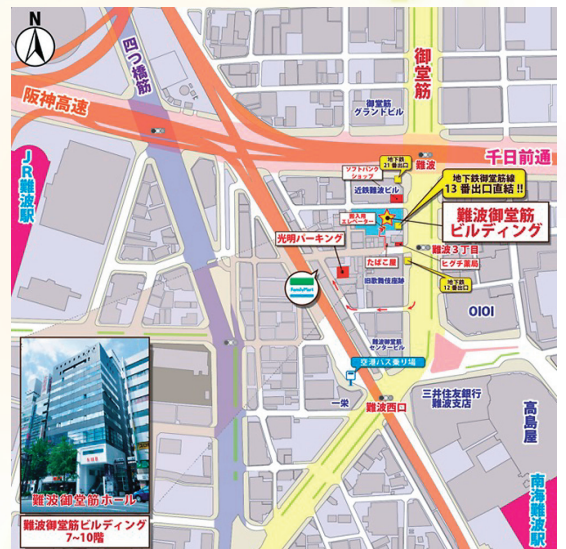 N
四つ橋筋
阪神高速
JR難波駅
御堂筋
御堂筋
グランドビル
千日前通
難波
地下鉄
21番出口
ソフトバンク
ショップ
近鉄難波ビル
地下鉄御堂筋線
13番出口直結!!
搬入用
エレベーター
難波御堂筋
ビルディング
光明パーキング
難波3丁目
たばこ屋
ヒグチ薬局
地下鉄
12番出口
旧歌舞伎座跡
FamilyMart
OIOI
難波御堂筋
センタービル
空港バス乗り場
一栄
難波西口
三井住友銀行
難波支店
高島屋
南海難波駅
難波御堂筋ホール
難波御堂筋ビルディング
7~10階